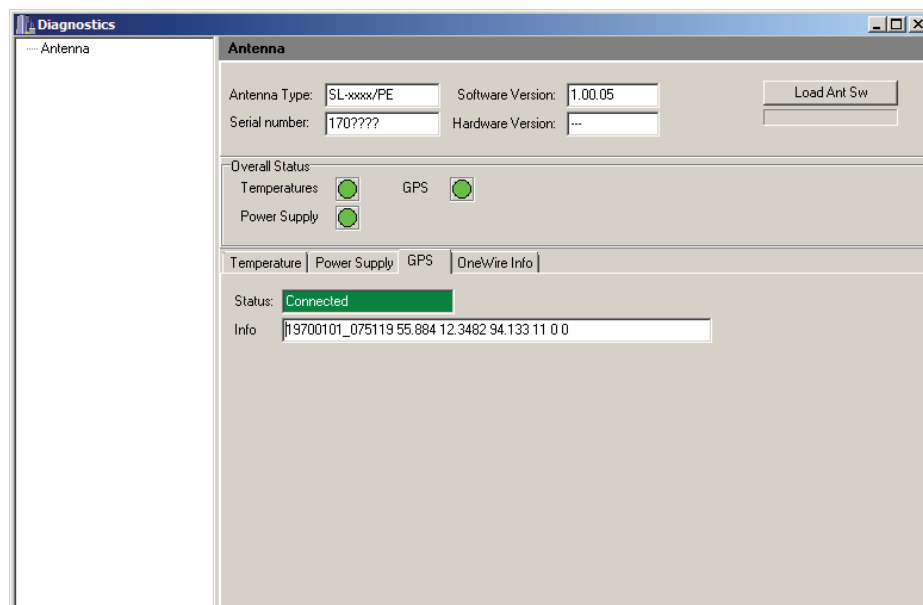 Diagnostics
Antenna
Antenna
Antenna Type: SL-xxxx/PE Software Version: 1.00.05 Load Ant Sw
Serial number: 170???? Hardware Version: ---
Overall Status
Temperatures GPS
Power Supply
Temperature Power Supply GPS OneWire Info
Status: Connected
Info 19700101_075119 55.884 12.3482 94.133 11 0 0